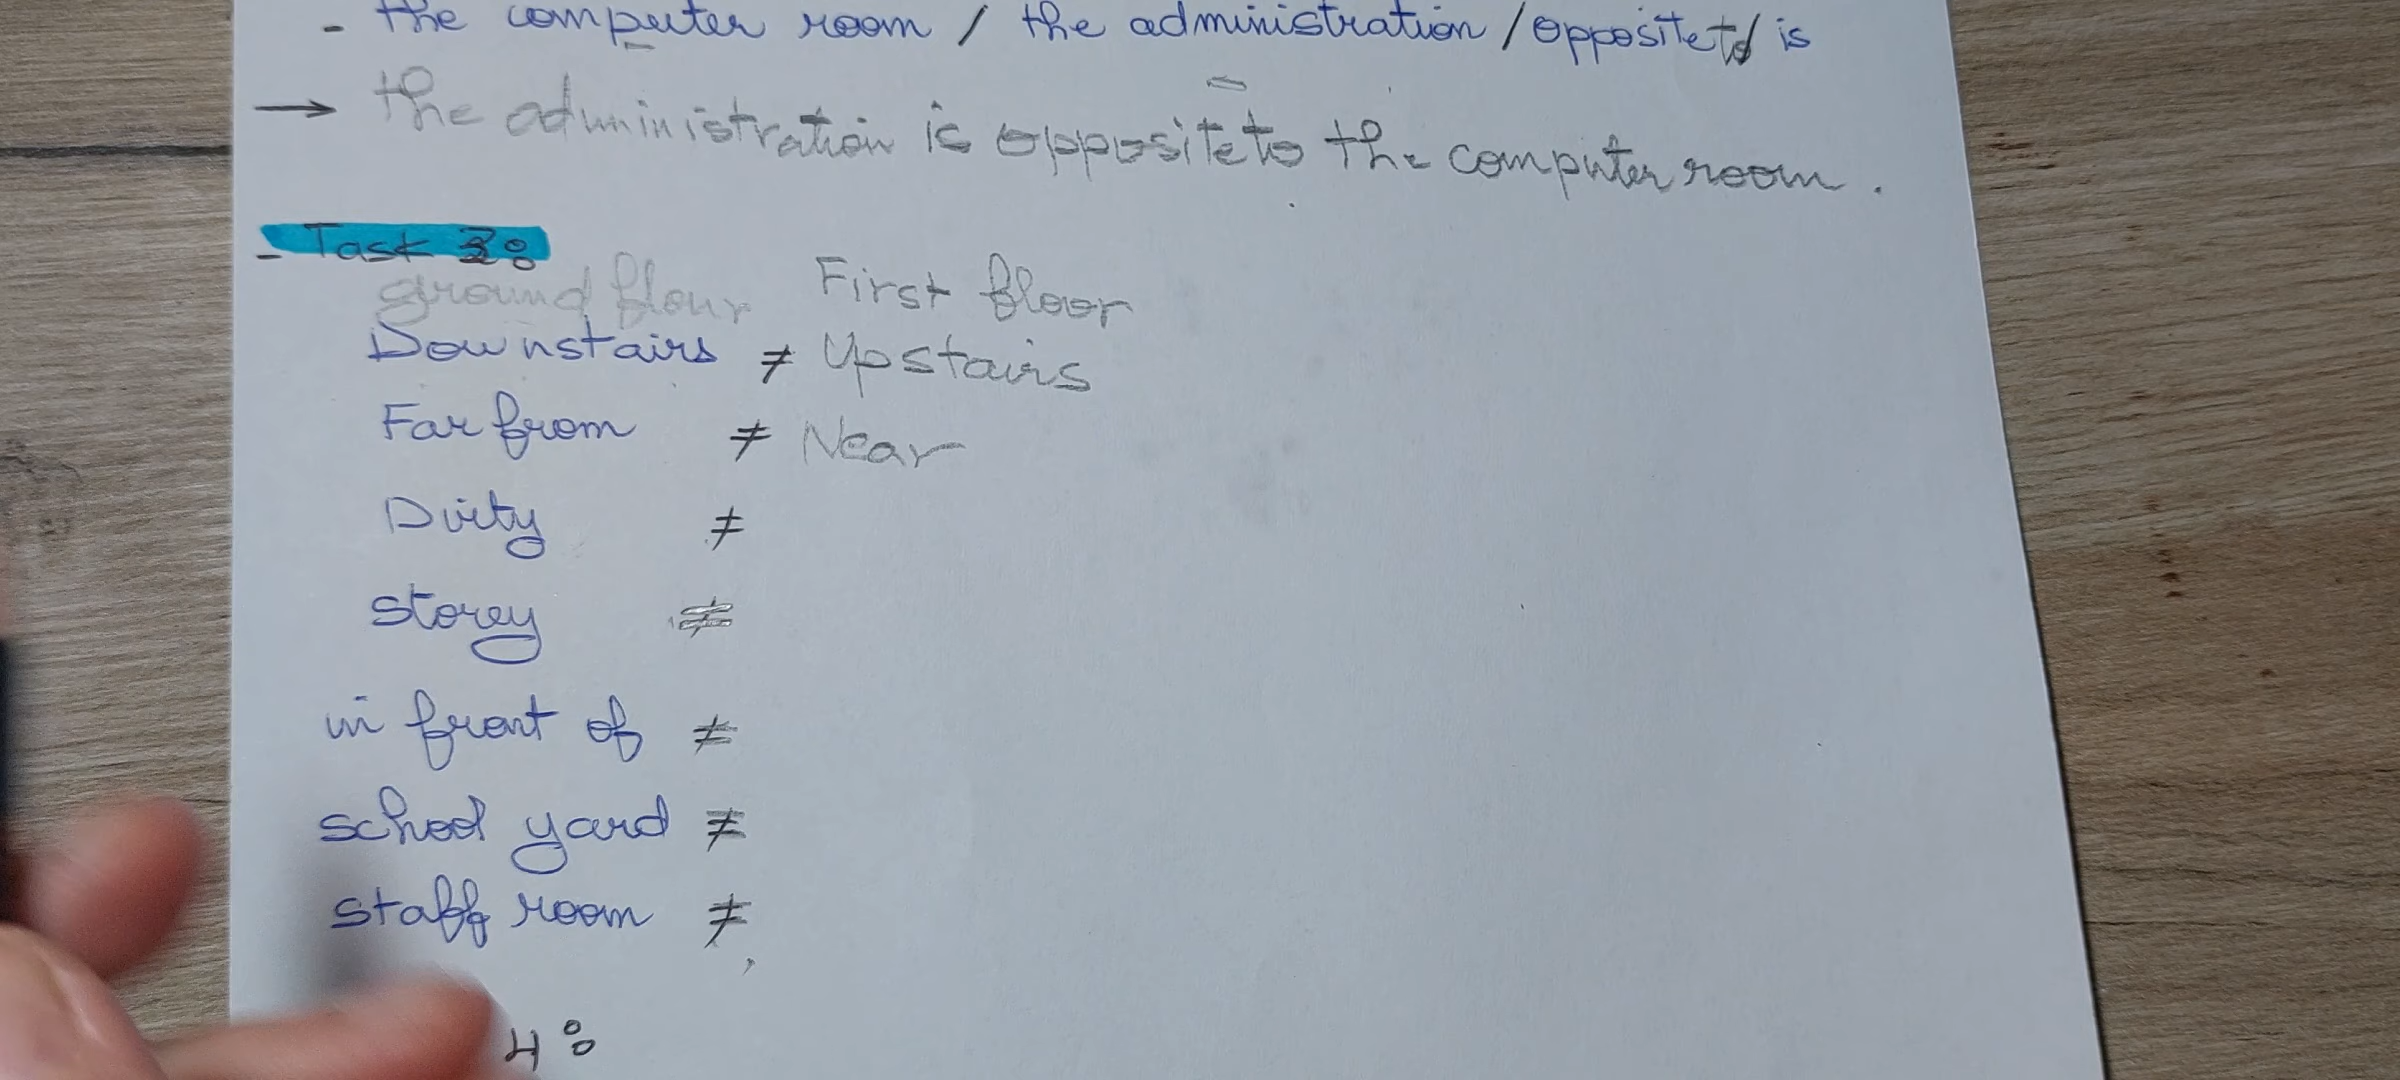 - the computer room / the administration / opposite to / is
→ the administration is opposite to the computer room.
- Task 3:
ground flour First floor
Downstairs ≠ Upstairs
Far from ≠ Near
Dirty ≠
storey ≠
in front of ≠
school yard ≠
staff room ≠
4: